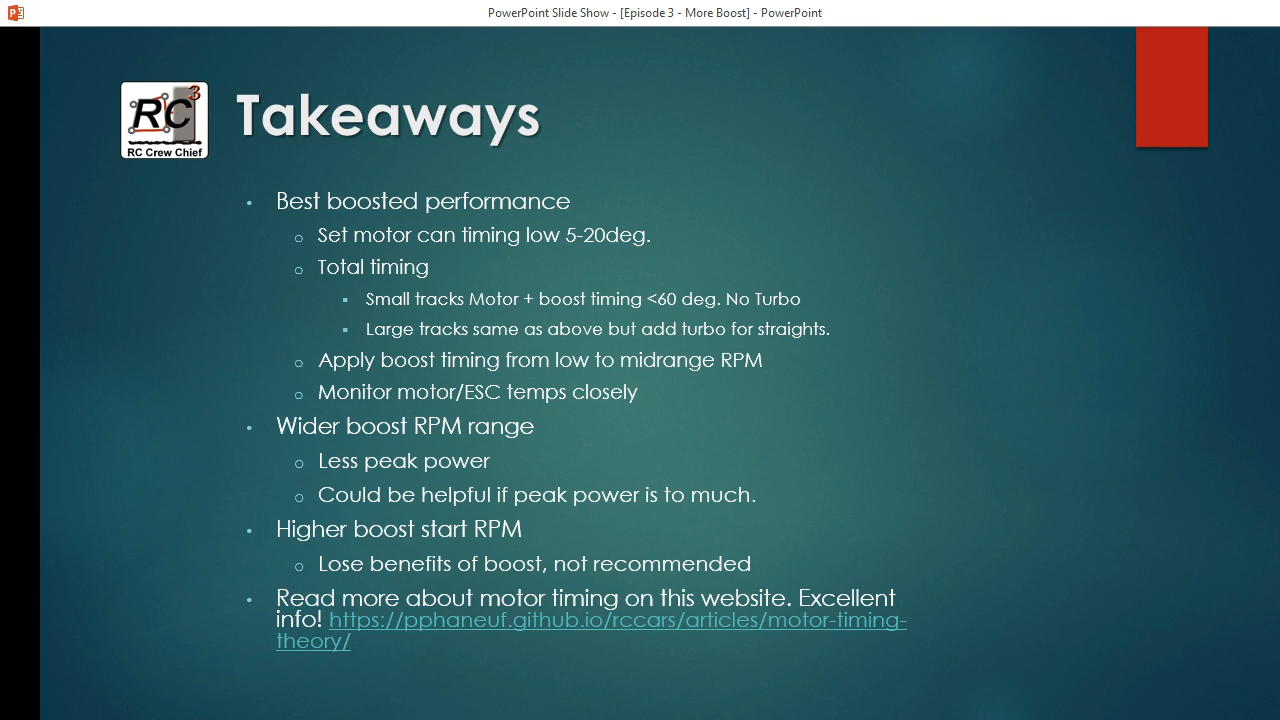 PowerPoint Slide Show - [Episode 3 - More Boost] - PowerPoint
RC3
RC Crew Chief
Takeaways
• Best boosted performance
o Set motor can timing low 5-20deg.
o Total timing
▪ Small tracks Motor + boost timing <60 deg. No Turbo
▪ Large tracks same as above but add turbo for straights.
o Apply boost timing from low to midrange RPM
o Monitor motor/ESC temps closely
• Wider boost RPM range
o Less peak power
o Could be helpful if peak power is to much.
• Higher boost start RPM
o Lose benefits of boost, not recommended
• Read more about motor timing on this website. Excellent
info! https://pphaneuf.github.io/rccars/articles/motor-timing-
theory/